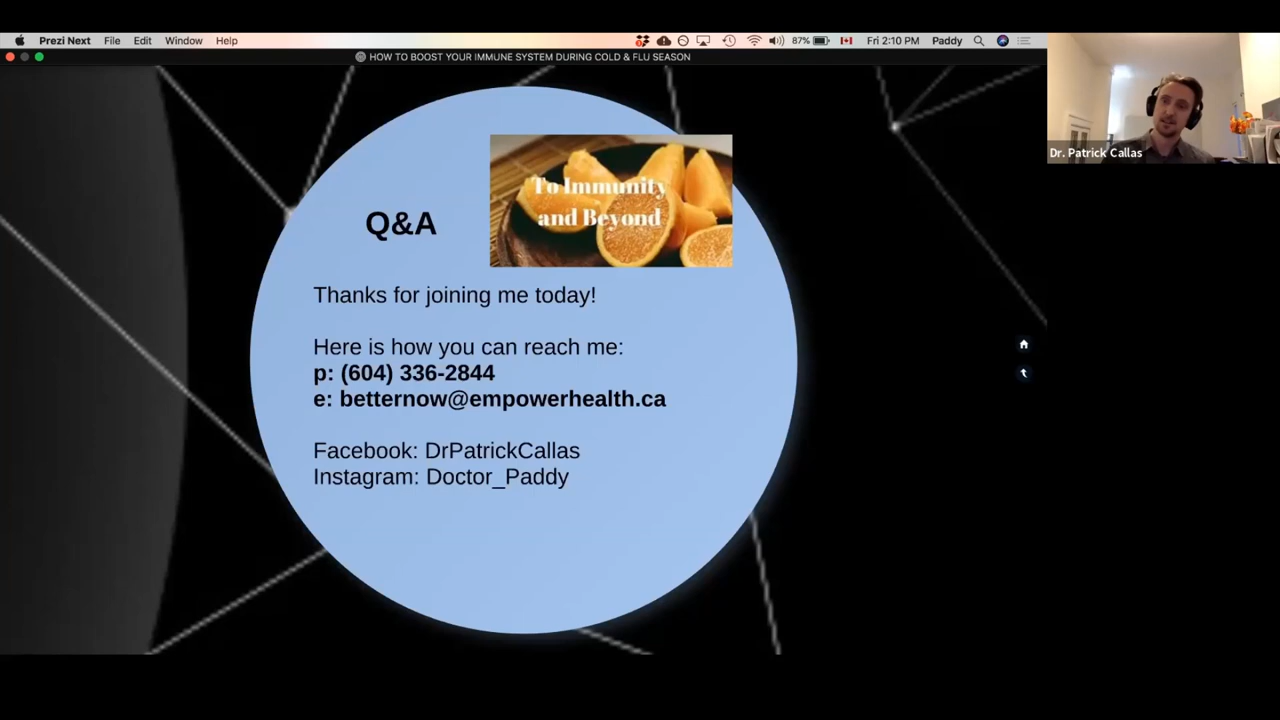 Prezi Next File Edit Window Help 87% Fri 2:10 PM Paddy
HOW TO BOOST YOUR IMMUNE SYSTEM DURING COLD & FLU SEASON
Dr. Patrick Callas
To Immunity
and Beyond
Q&A
Thanks for joining me today!
Here is how you can reach me:
p: (604) 336-2844
e: betternow@empowerhealth.ca
Facebook: DrPatrickCallas
Instagram: Doctor_Paddy